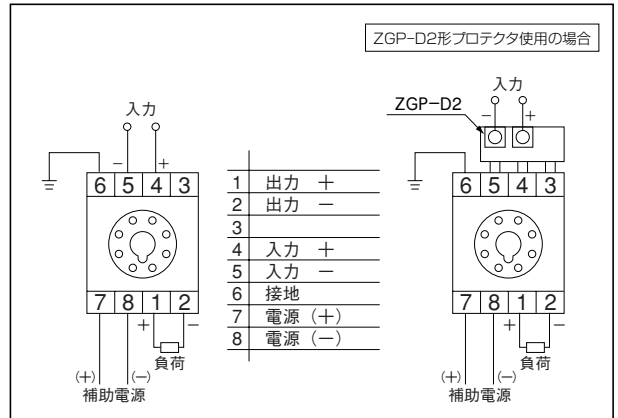 ZGP-D2形プロテクタ使用の場合
入力
− +
6 5 4 3
7 8 1 2
+ −
負荷
(+) (−)
補助電源
1 出力 +
2 出力 −
3
4 入力 +
5 入力 −
6 接地
7 電源(+)
8 電源(−)
入力
ZGP-D2
− +
6 5 4 3
7 8 1 2
+ −
負荷
(+) (−)
補助電源